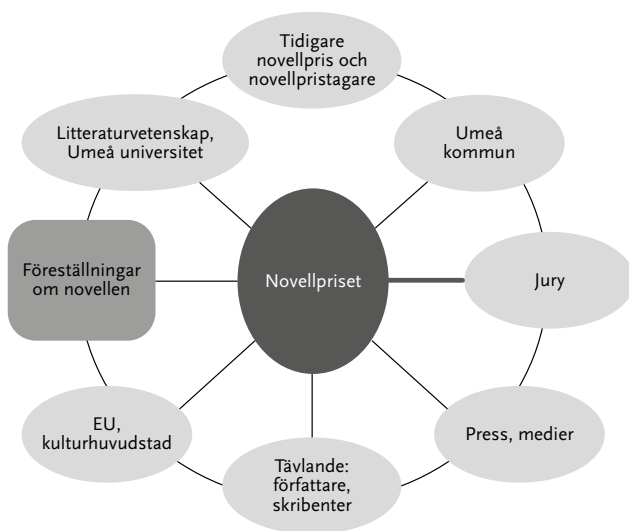 Tidigare
novellpris och
novellpristagare
Litteraturvetenskap,
Umeå universitet
Umeå
kommun
Föreställningar
om novellen
Novellpriset
Jury
EU,
kulturhuvudstad
Press, medier
Tävlande:
författare,
skribenter